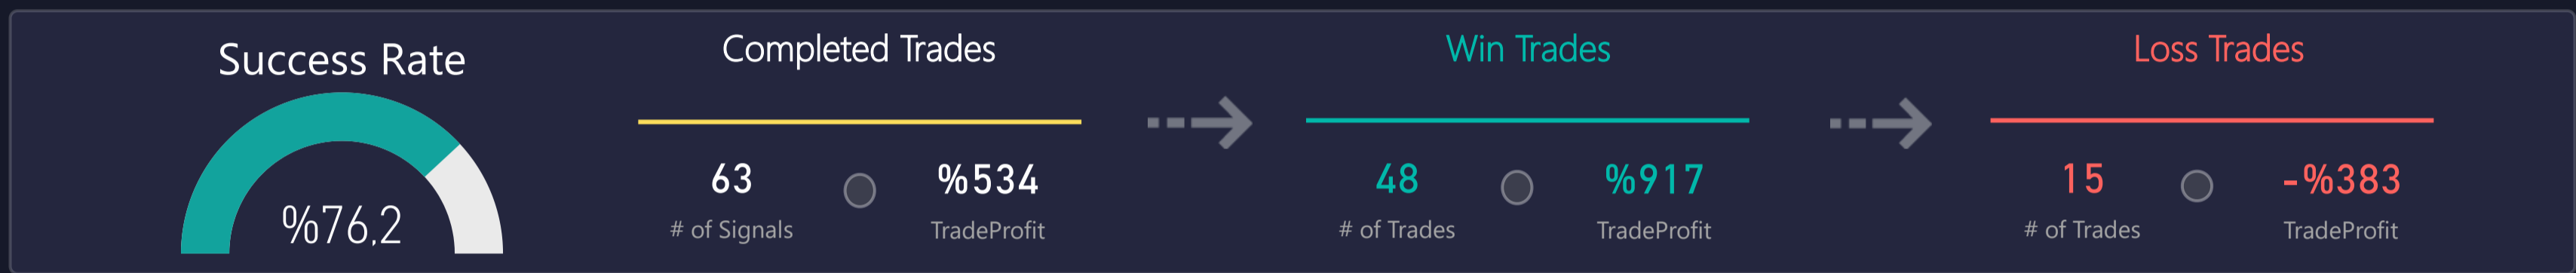 Success Rate
%76,2
Completed Trades
63 %534
# of Signals TradeProfit
Win Trades
48 %917
# of Trades TradeProfit
Loss Trades
15 -%383
# of Trades TradeProfit